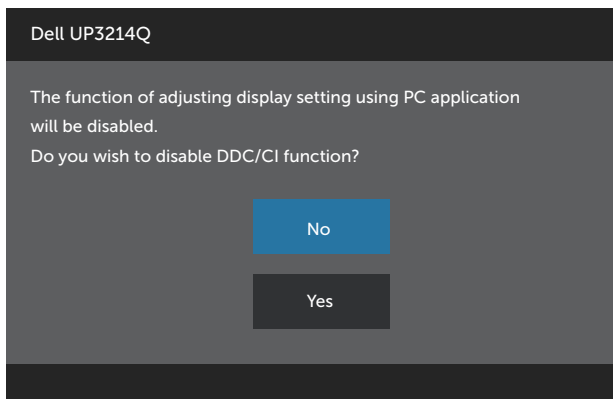 Dell UP3214Q
The function of adjusting display setting using PC application
will be disabled.
Do you wish to disable DDC/CI function?
No
Yes